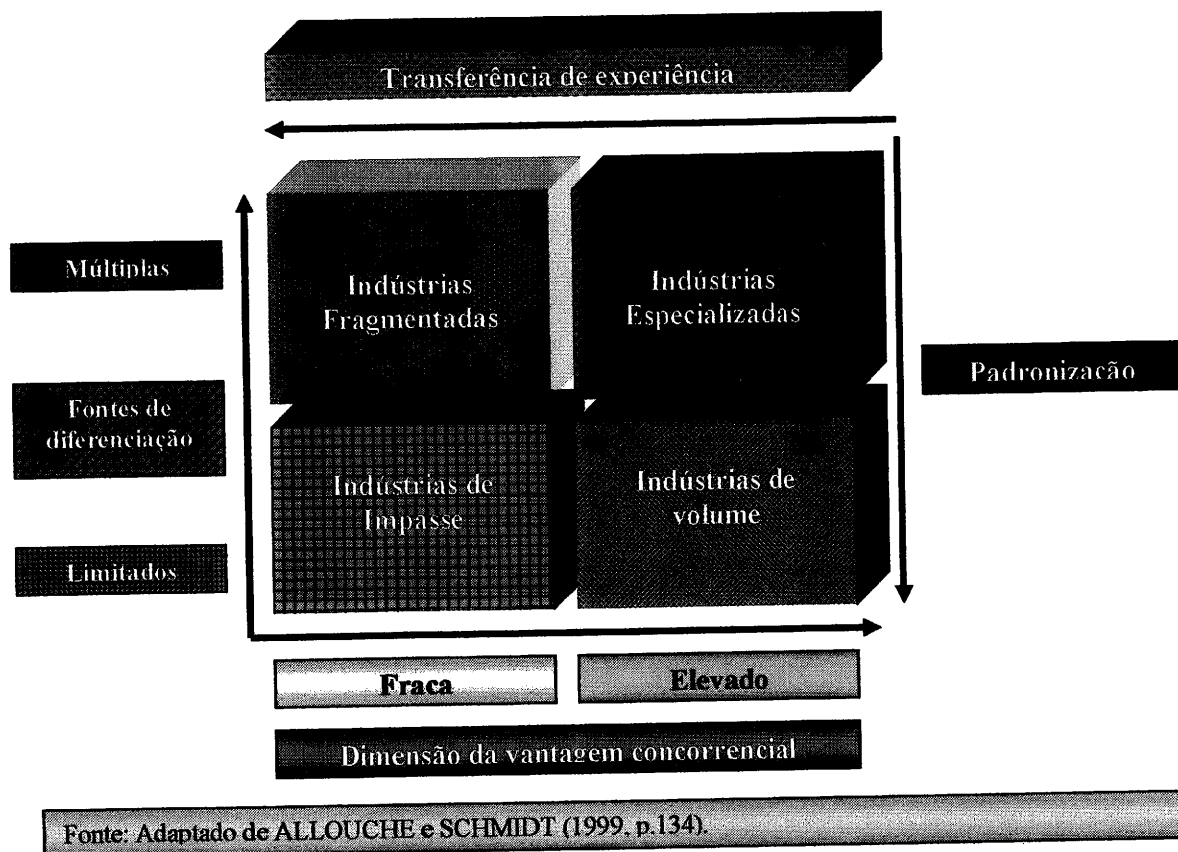 Transferência de experiência
Múltiplas
Indústrias
Fragmentadas
Indústrias
Especializadas
Padronização
Fontes de
diferenciação
Indústrias de
Impasse
Indústrias de
volume
Limitados
Fraca
Elevado
Dimensão da vantagem concorrencial
Fonte: Adaptado de ALLOUCHE e SCHMIDT (1999, p.134).